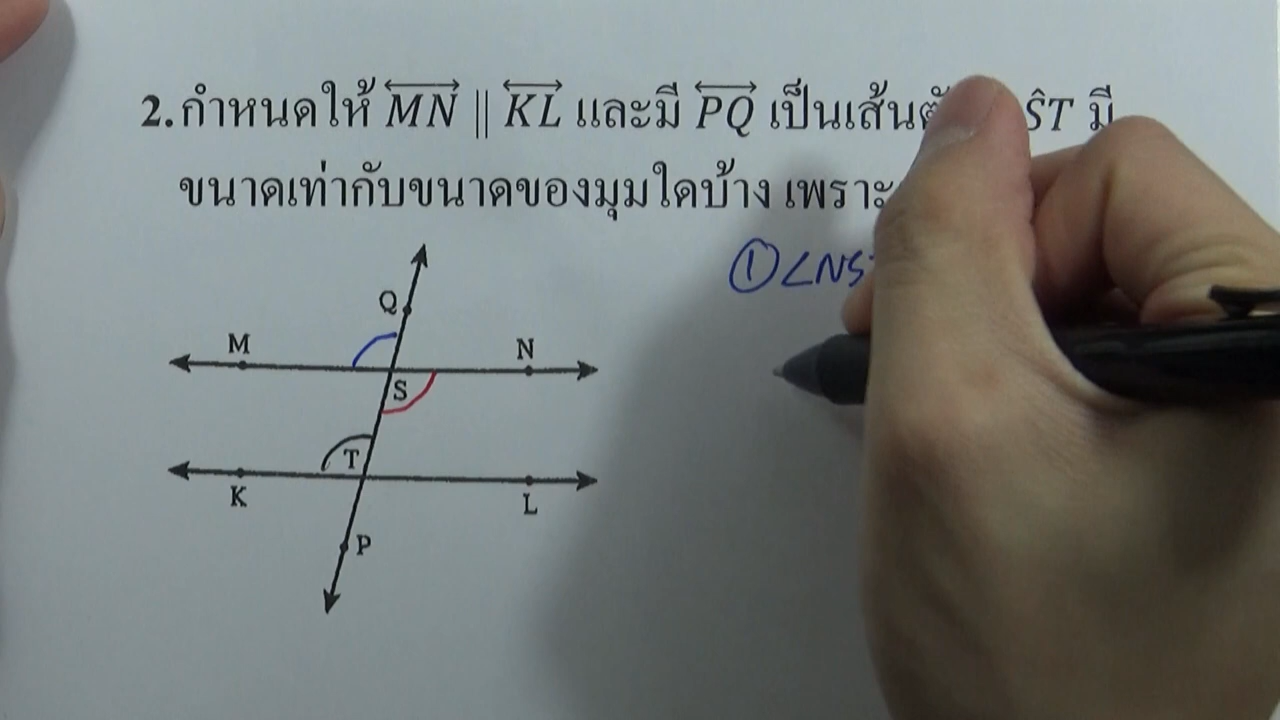 2. กำหนดให้ MN || KL และมี PQ เป็นเส้น ŜT มี
ขนาดเท่ากับขนาดของมุมใดบ้าง เพราะ
① ∠NS
Q
M
N
S
T
K
L
P